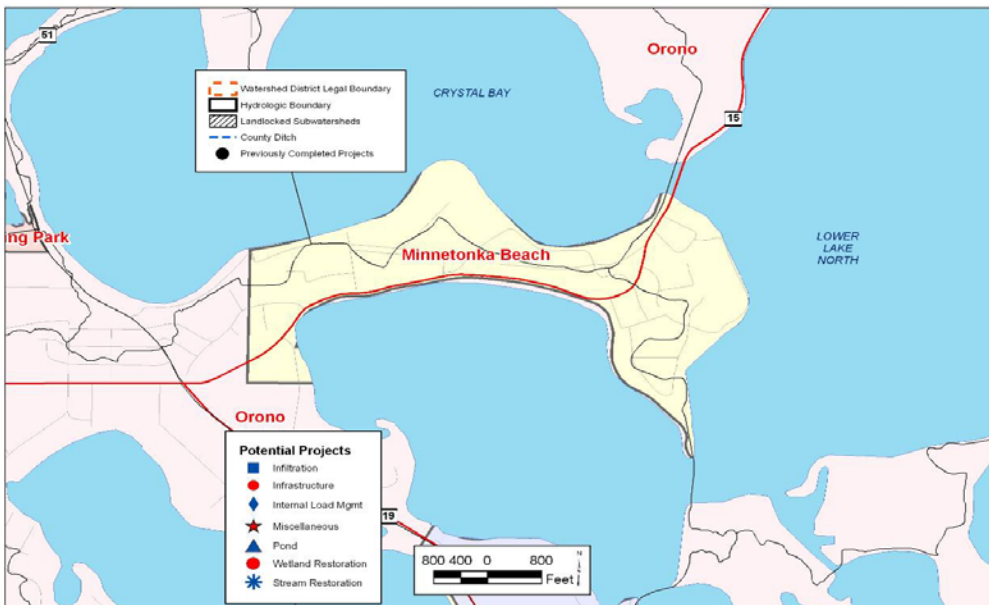 51
Orono
Watershed District Legal Boundary
Hydrologic Boundary
Landlocked Subwatersheds
County Ditch
Previously Completed Projects
CRYSTAL BAY
15
ing Park
Minnetonka Beach
LOWER
LAKE
NORTH
Orono
Potential Projects
Infiltration
Infrastructure
Internal Load Mgmt
Miscellaneous
Pond
Wetland Restoration
Stream Restoration
19
800 400 0 800
Feet
N